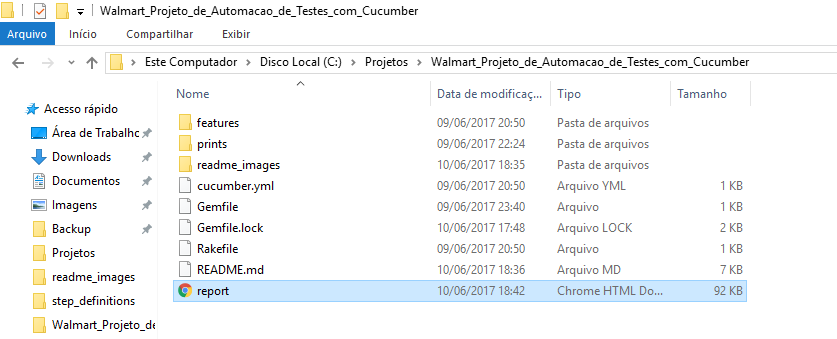 Walmart_Projeto_de_Automacao_de_Testes_com_Cucumber
Arquivo Início Compartilhar Exibir
Este Computador Disco Local (C:) Projetos Walmart_Projeto_de_Automacao_de_Testes_com_Cucumber
Nome Data de modificaç... Tipo Tamanho
Acesso rápido
Área de Trabalho
Downloads
Documentos
Imagens
Backup
Projetos
readme_images
step_definitions
Walmart_Projeto_de
features 09/06/2017 20:50 Pasta de arquivos
prints 09/06/2017 22:24 Pasta de arquivos
readme_images 10/06/2017 18:35 Pasta de arquivos
cucumber.yml 09/06/2017 20:50 Arquivo YML 1 KB
Gemfile 09/06/2017 23:40 Arquivo 1 KB
Gemfile.lock 10/06/2017 17:48 Arquivo LOCK 2 KB
Rakefile 09/06/2017 20:50 Arquivo 1 KB
README.md 10/06/2017 18:36 Arquivo MD 7 KB
report 10/06/2017 18:42 Chrome HTML Do... 92 KB